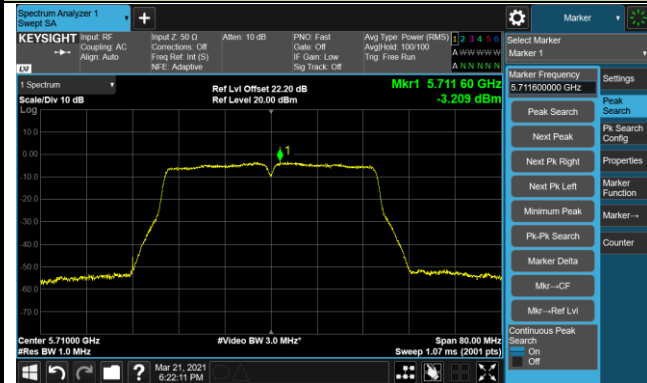 Spectrum Analyzer 1
Swept SA
+
Marker
KEYSIGHT
Input: RF
Coupling: AC
Align: Auto
Input Z: 50 Ω
Corrections: Off
Freq Ref: Int (S)
NFE: Adaptive
Atten: 10 dB
PNO: Fast
Gate: Off
IF Gain: Low
Sig Track: Off
Avg Type: Power (RMS)
Avg|Hold: 100/100
Trig: Free Run
1 2 3 4 5 6
A W W W W W
A N N N N N
LXI
Select Marker
Marker 1
1 Spectrum
Scale/Div 10 dB
Log
Ref Lvl Offset 22.20 dB
Ref Level 20.00 dBm
Mkr1 5.711 60 GHz
-3.209 dBm
10.0
0.00
-10.0
-20.0
-30.0
-40.0
-50.0
-60.0
-70.0
1
Center 5.71000 GHz
#Res BW 1.0 MHz
#Video BW 3.0 MHz*
Span 80.00 MHz
Sweep 1.07 ms (2001 pts)
Marker Frequency
5.711600000 GHz
Peak Search
Next Peak
Next Pk Right
Next Pk Left
Minimum Peak
Pk-Pk Search
Marker Delta
Mkr→CF
Mkr→Ref Lvl
Continuous Peak
Search
On
Off
Settings
Peak
Search
Pk Search
Config
Properties
Marker
Function
Marker→
Counter
?
Mar 21, 2021
6:22:11 PM